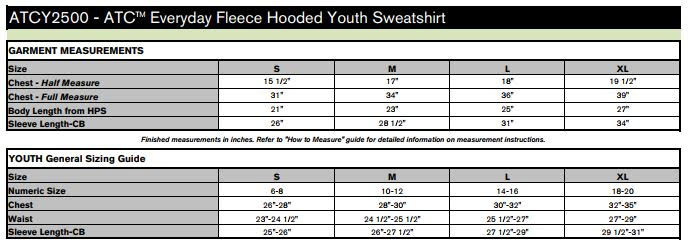 ATCY2500 - ATC™ Everyday Fleece Hooded Youth Sweatshirt
GARMENT MEASUREMENTS
Size S M L XL
Chest - Half Measure 15 1/2" 17" 18" 19 1/2"
Chest - Full Measure 31" 34" 36" 39"
Body Length from HPS 21" 23" 25" 27"
Sleeve Length-CB 26" 28 1/2" 31" 34"
Finished measurements in inches. Refer to "How to Measure" guide for detailed information on measurement instructions.
YOUTH General Sizing Guide
Size S M L XL
Numeric Size 6-8 10-12 14-16 18-20
Chest 26"-28" 28"-30" 30"-32" 32"-35"
Waist 23"-24 1/2" 24 1/2"-25 1/2" 25 1/2"-27" 27"-29"
Sleeve Length-CB 25"-26" 26"-27 1/2" 27 1/2"-29" 29 1/2"-31"